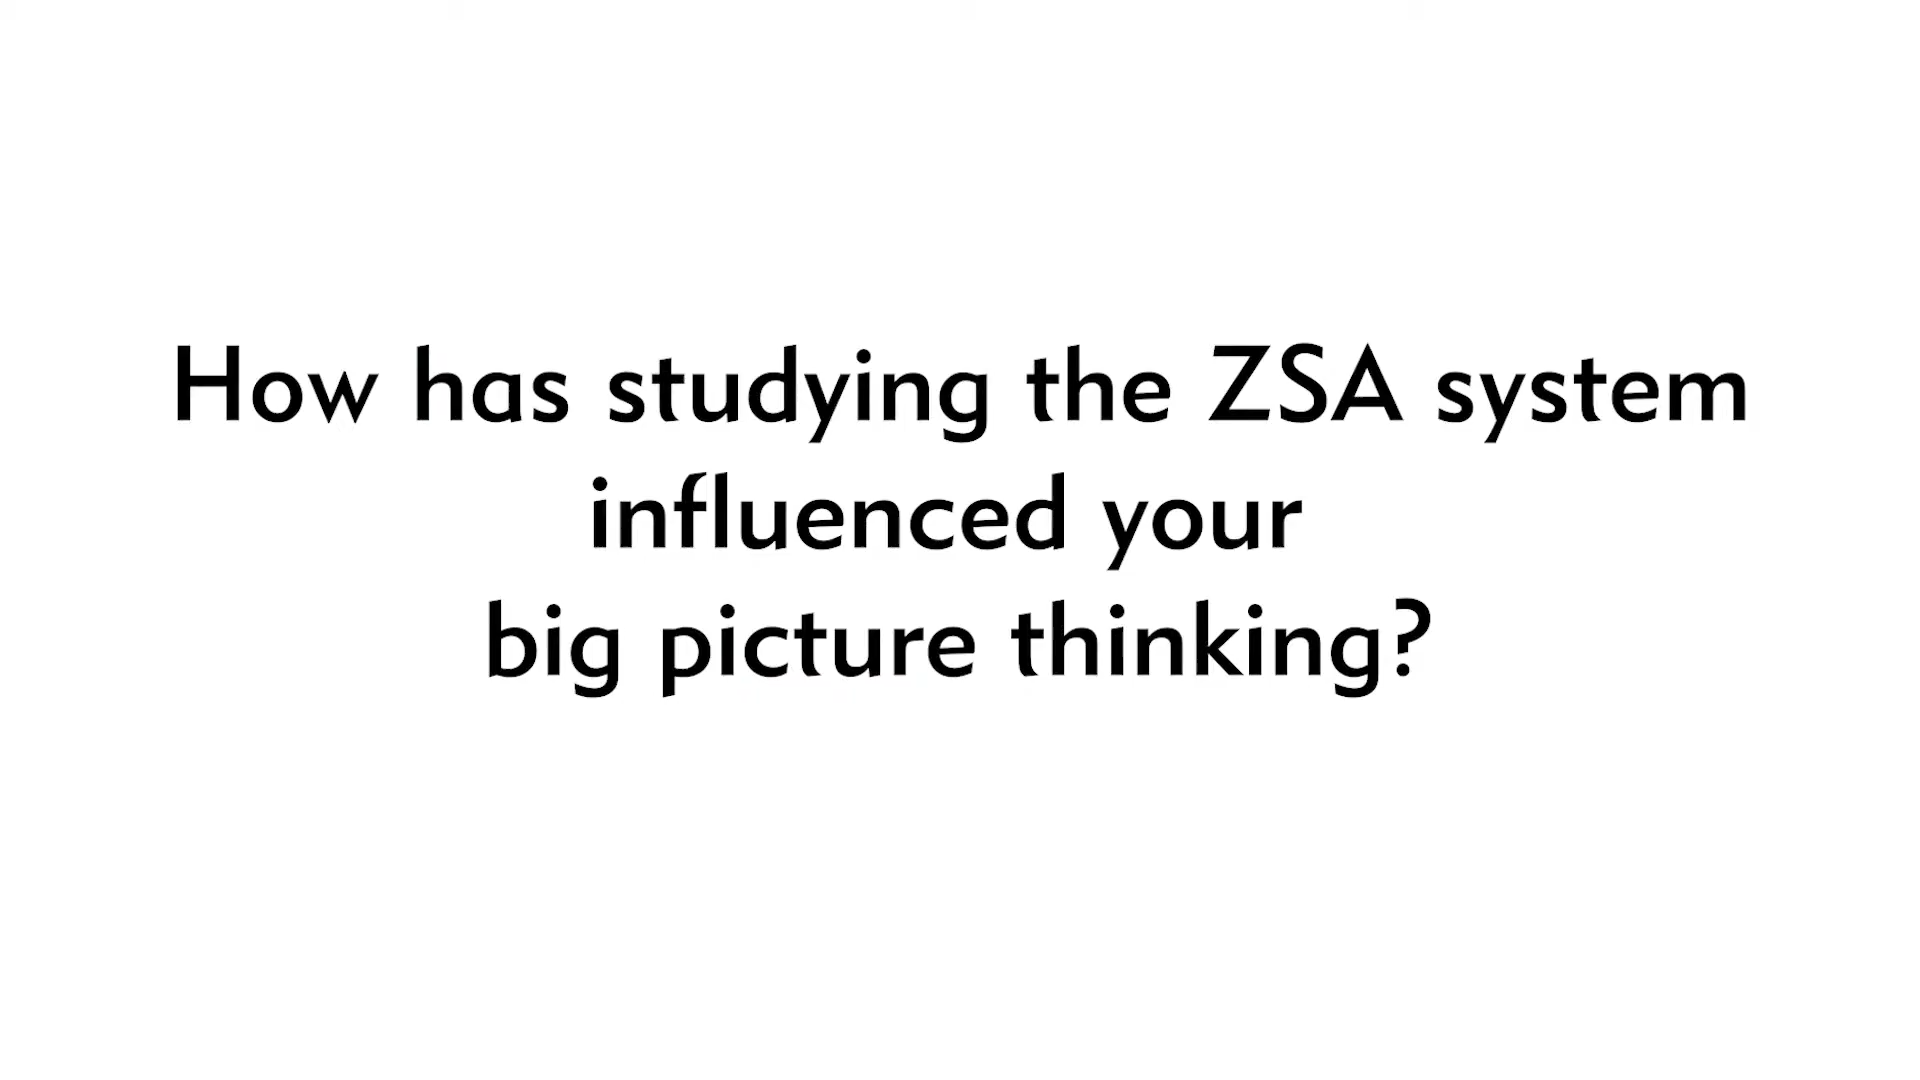 How has studying the ZSA system
influenced your
big picture thinking?